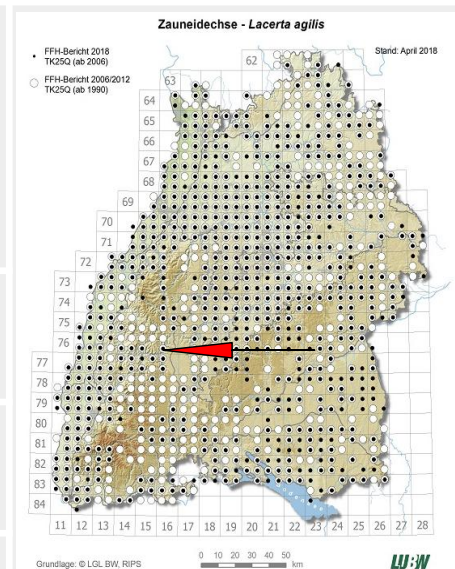 Zauneidechse - Lacerta agilis
FFH-Bericht 2018
TK25Q (ab 2006)
FFH-Bericht 2006/2012
TK25Q (ab 1990)
Stand: April 2018
62
63
64
65
66
67
68
69
70
71
72
73
74
75
76
77
78
79
80
81
82
83
84
11 12 13 14 15 16 17 18 19 20 21 22 23 24 25 26 27 28
Grundlage: © LGL BW, RIPS
0 10 20 30 40 50
km
LUBW